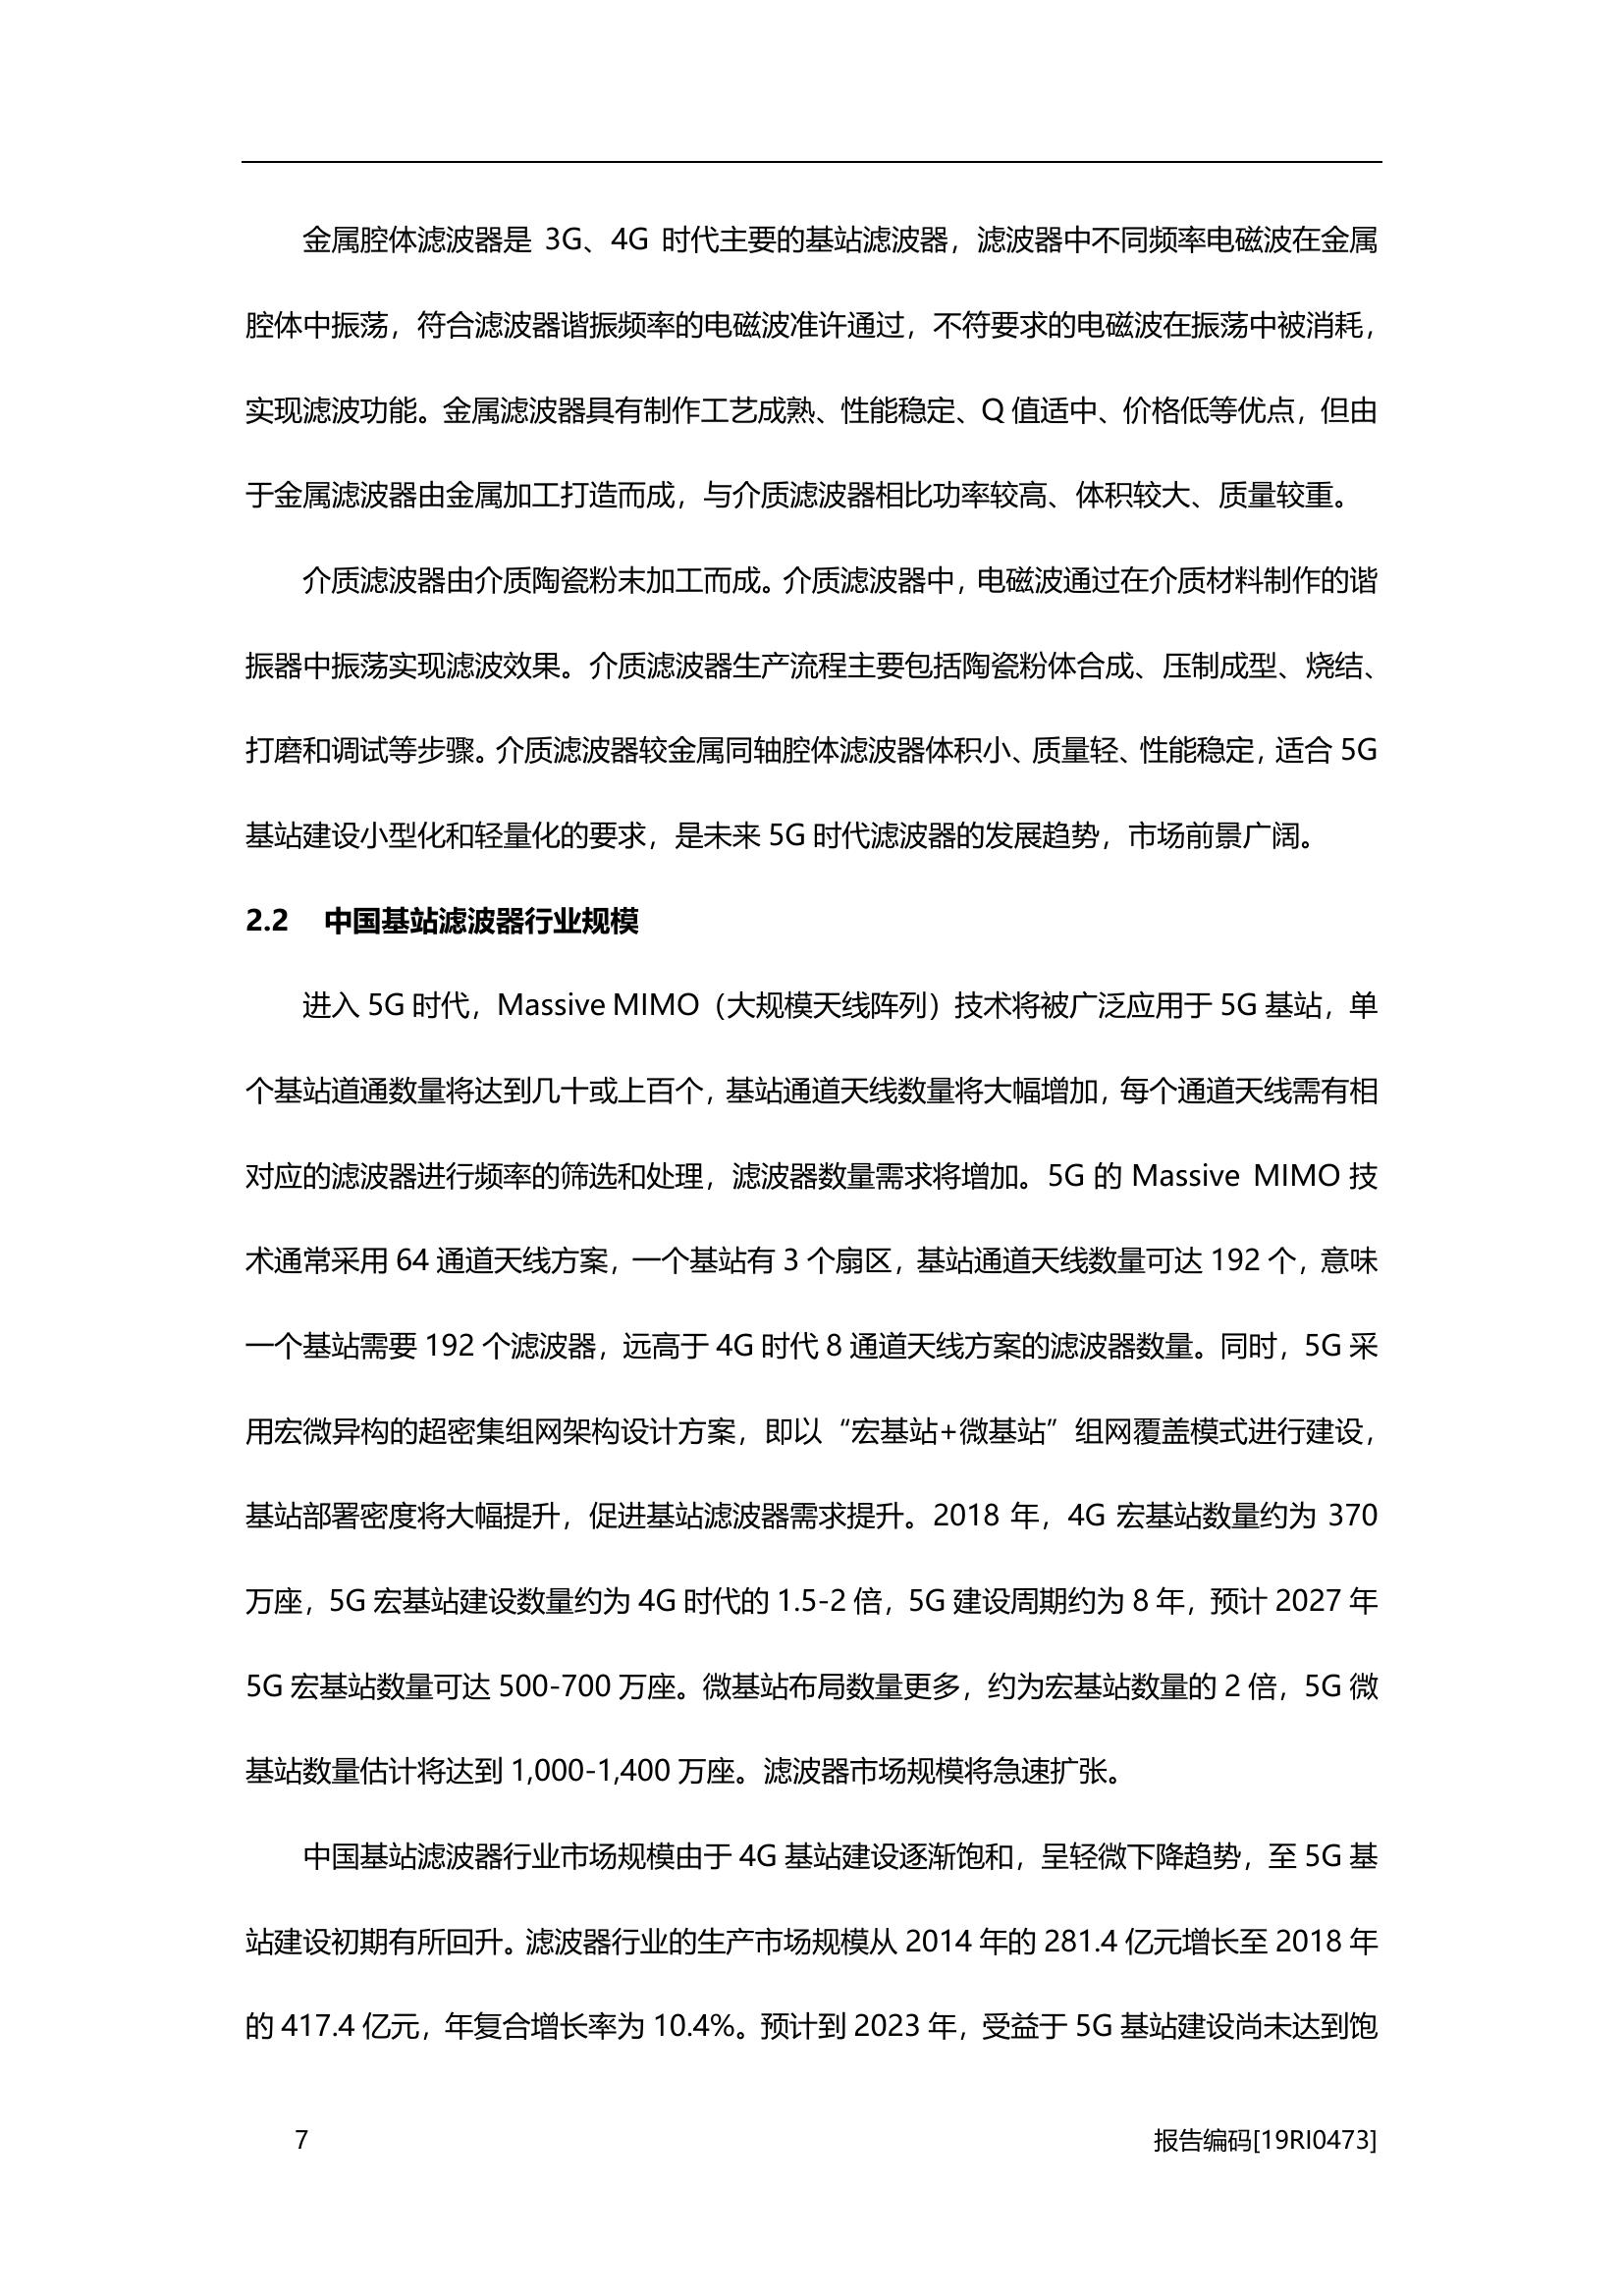 金属腔体滤波器是 3G、4G 时代主要的基站滤波器，滤波器中不同频率电磁波在金属
腔体中振荡，符合滤波器谐振频率的电磁波准许通过，不符要求的电磁波在振荡中被消耗，
实现滤波功能。金属滤波器具有制作工艺成熟、性能稳定、Q 值适中、价格低等优点，但由
于金属滤波器由金属加工打造而成，与介质滤波器相比功率较高、体积较大、质量较重。
介质滤波器由介质陶瓷粉末加工而成。介质滤波器中，电磁波通过在介质材料制作的谐
振器中振荡实现滤波效果。介质滤波器生产流程主要包括陶瓷粉体合成、压制成型、烧结、
打磨和调试等步骤。介质滤波器较金属同轴腔体滤波器体积小、质量轻、性能稳定，适合 5G
基站建设小型化和轻量化的要求，是未来 5G 时代滤波器的发展趋势，市场前景广阔。
2.2 中国基站滤波器行业规模
进入 5G 时代，Massive MIMO（大规模天线阵列）技术将被广泛应用于 5G 基站，单
个基站道通数量将达到几十或上百个，基站通道天线数量将大幅增加，每个通道天线需有相
对应的滤波器进行频率的筛选和处理，滤波器数量需求将增加。5G 的 Massive MIMO 技
术通常采用 64 通道天线方案，一个基站有 3 个扇区，基站通道天线数量可达 192 个，意味
一个基站需要 192 个滤波器，远高于 4G 时代 8 通道天线方案的滤波器数量。同时，5G 采
用宏微异构的超密集组网架构设计方案，即以“宏基站+微基站”组网覆盖模式进行建设，
基站部署密度将大幅提升，促进基站滤波器需求提升。2018 年，4G 宏基站数量约为 370
万座，5G 宏基站建设数量约为 4G 时代的 1.5-2 倍，5G 建设周期约为 8 年，预计 2027 年
5G 宏基站数量可达 500-700 万座。微基站布局数量更多，约为宏基站数量的 2 倍，5G 微
基站数量估计将达到 1,000-1,400 万座。滤波器市场规模将急速扩张。
中国基站滤波器行业市场规模由于 4G 基站建设逐渐饱和，呈轻微下降趋势，至 5G 基
站建设初期有所回升。滤波器行业的生产市场规模从 2014 年的 281.4 亿元增长至 2018 年
的 417.4 亿元，年复合增长率为 10.4%。预计到 2023 年，受益于 5G 基站建设尚未达到饱
7 报告编码[19RI0473]